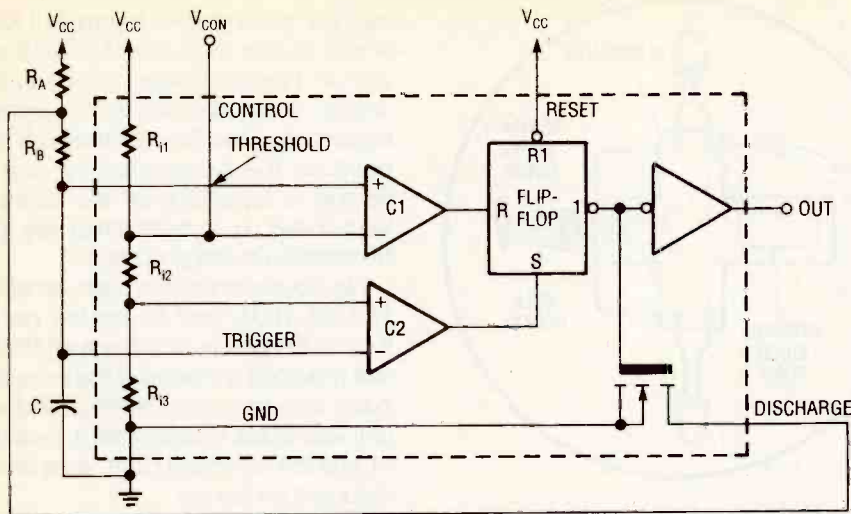 VCC VCC VCON VCC
RA
CONTROL RESET
RB Ri1 THRESHOLD R1
+ C1 R FLIP-
FLOP 1 OUT
−
Ri2 S
+ C2
TRIGGER −
C Ri3
GND DISCHARGE